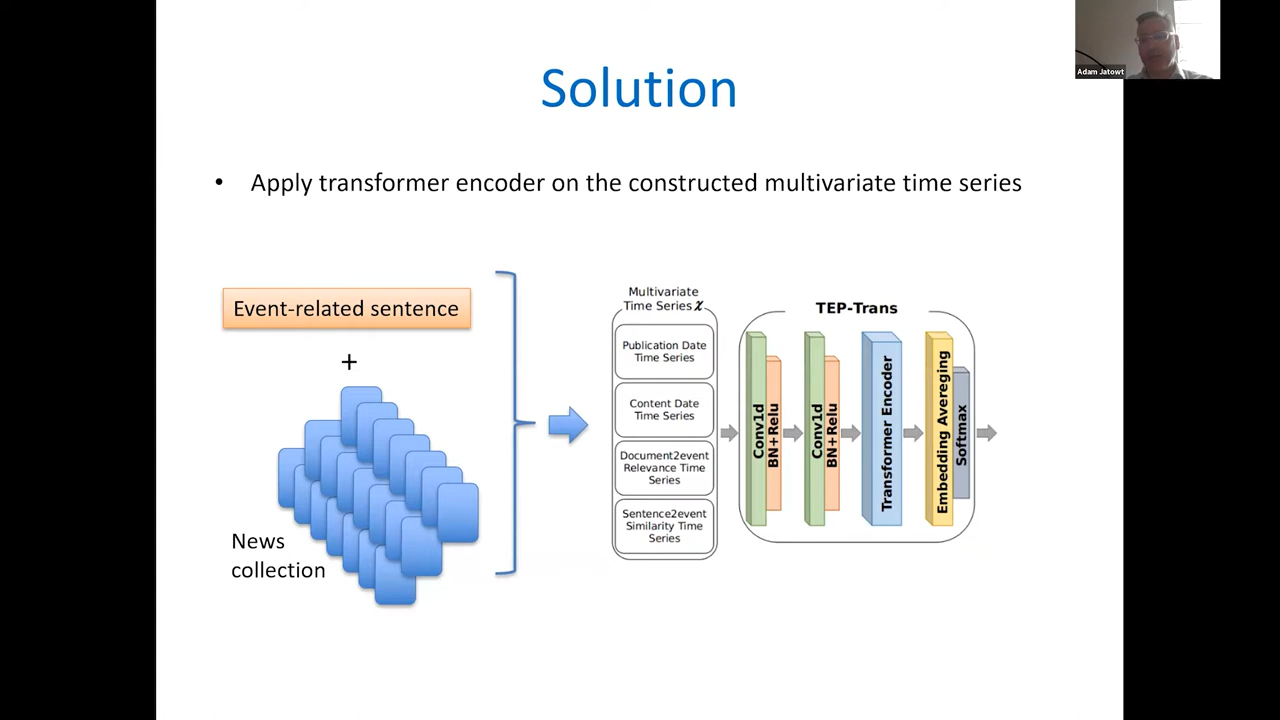 Adam Jatowt
Solution
• Apply transformer encoder on the constructed multivariate time series
Event-related sentence
+
News
collection
Multivariate
Time Series χ
Publication Date
Time Series
Content Date
Time Series
Document2event
Relevance Time
Series
Sentence2event
Similarity Time
Series
TEP-Trans
Conv1d
BN+Relu
Conv1d
BN+Relu
Transformer Encoder
Embedding Avereging
Softmax